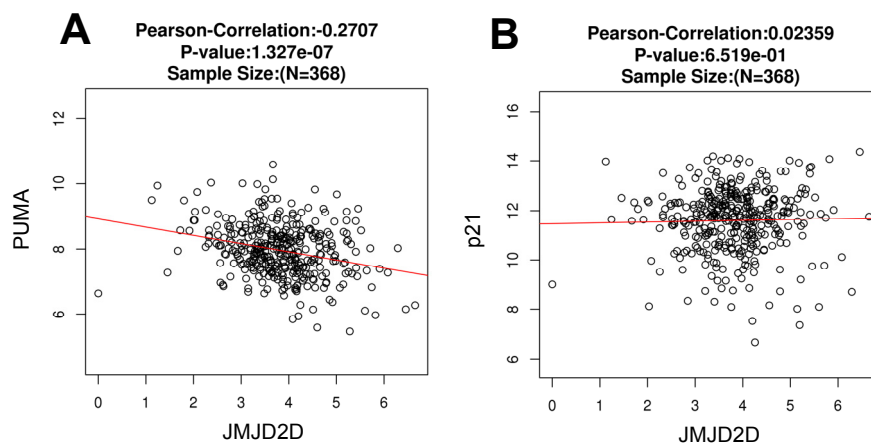 A
Pearson-Correlation:-0.2707
P-value:1.327e-07
Sample Size:(N=368)
PUMA
12
10
8
6
0 1 2 3 4 5 6
JMJD2D
B
Pearson-Correlation:0.02359
P-value:6.519e-01
Sample Size:(N=368)
p21
16
14
12
10
8
6
0 1 2 3 4 5 6
JMJD2D